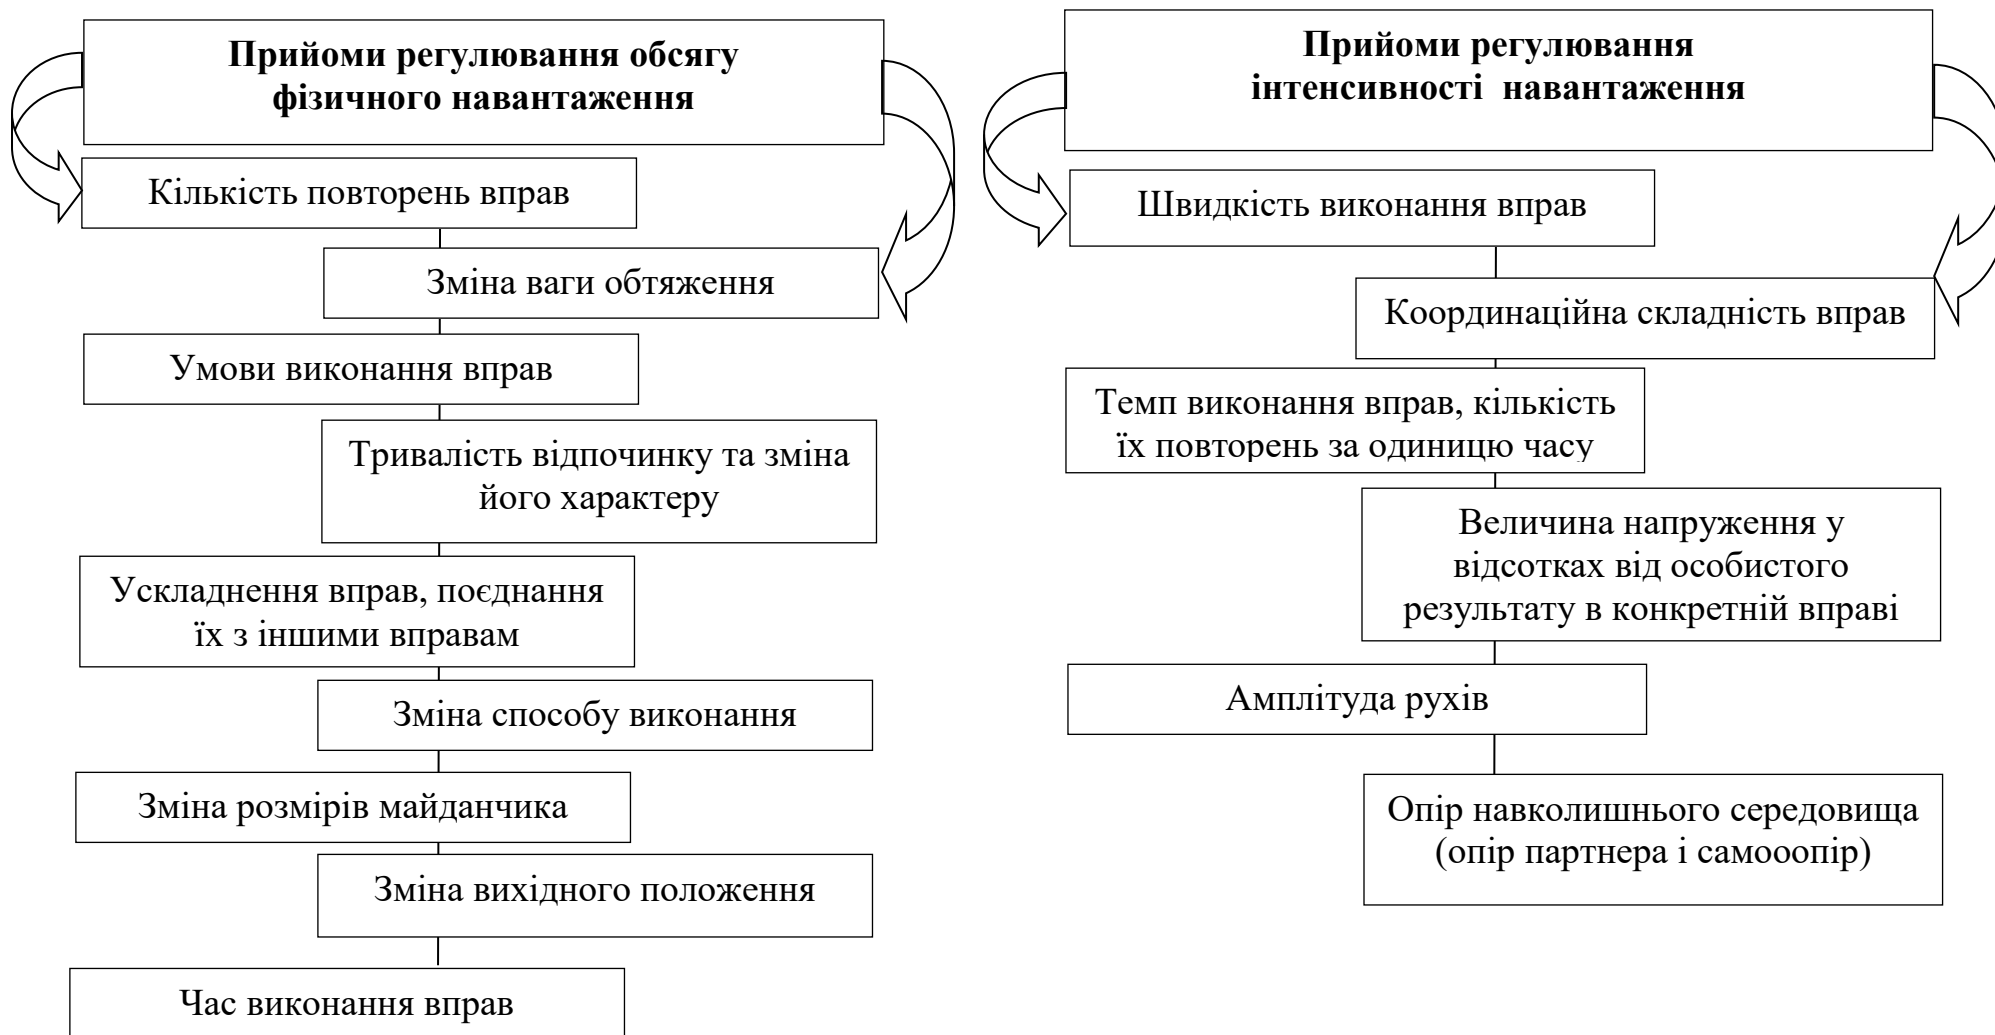 Прийоми регулювання обсягу
фізичного навантаження
Кількість повторень вправ
Зміна ваги обтяження
Умови виконання вправ
Тривалість відпочинку та зміна
його характеру
Ускладнення вправ, поєднання
їх з іншими вправам
Зміна способу виконання
Зміна розмірів майданчика
Зміна вихідного положення
Час виконання вправ
Прийоми регулювання
інтенсивності навантаження
Швидкість виконання вправ
Координаційна складність вправ
Темп виконання вправ, кількість
їх повторень за одиницю часу
Величина напруження у
відсотках від особистого
результату в конкретній вправі
Амплітуда рухів
Опір навколишнього середовища
(опір партнера і самооопір)